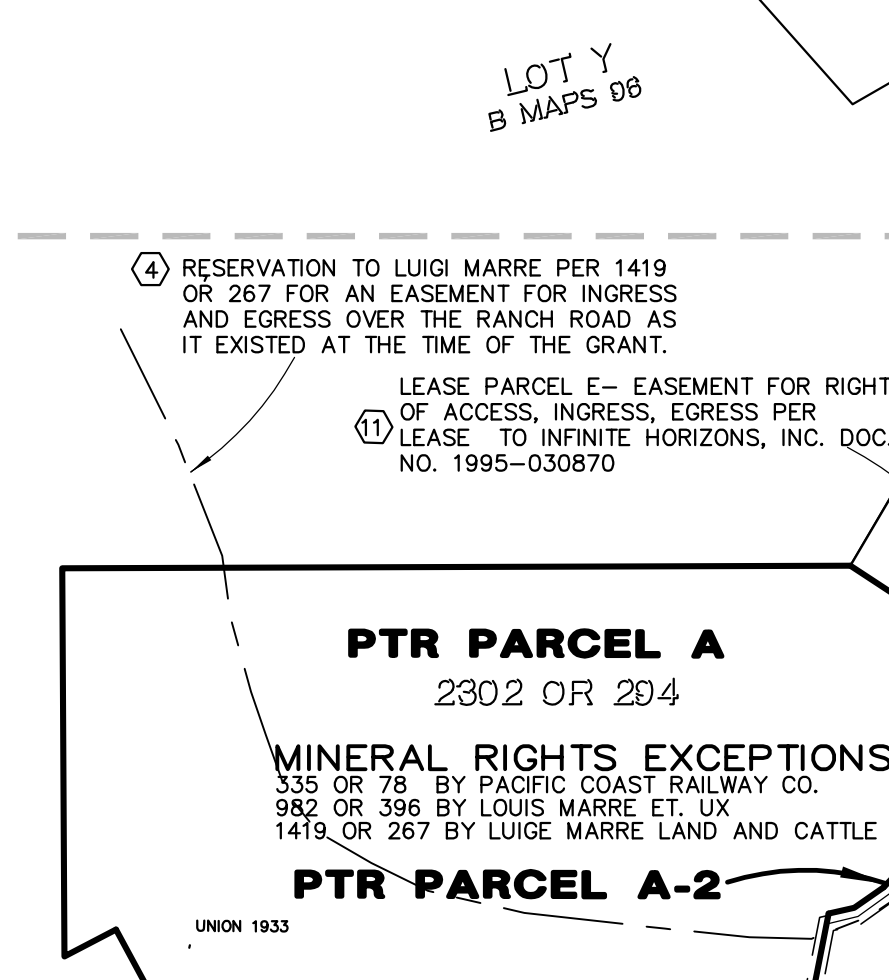 LOT Y
B MAPS 96
4
RESERVATION TO LUIGI MARRE PER 1419
OR 267 FOR AN EASEMENT FOR INGRESS
AND EGRESS OVER THE RANCH ROAD AS
IT EXISTED AT THE TIME OF THE GRANT.
11
LEASE PARCEL E– EASEMENT FOR RIGHT
OF ACCESS, INGRESS, EGRESS PER
LEASE TO INFINITE HORIZONS, INC. DOC.
NO. 1995–030870
PTR PARCEL A
2302 OR 294
MINERAL RIGHTS EXCEPTIONS
335 OR 78 BY PACIFIC COAST RAILWAY CO.
982 OR 396 BY LOUIS MARRE ET. UX
1419 OR 267 BY LUIGE MARRE LAND AND CATTLE
PTR PARCEL A-2
UNION 1933